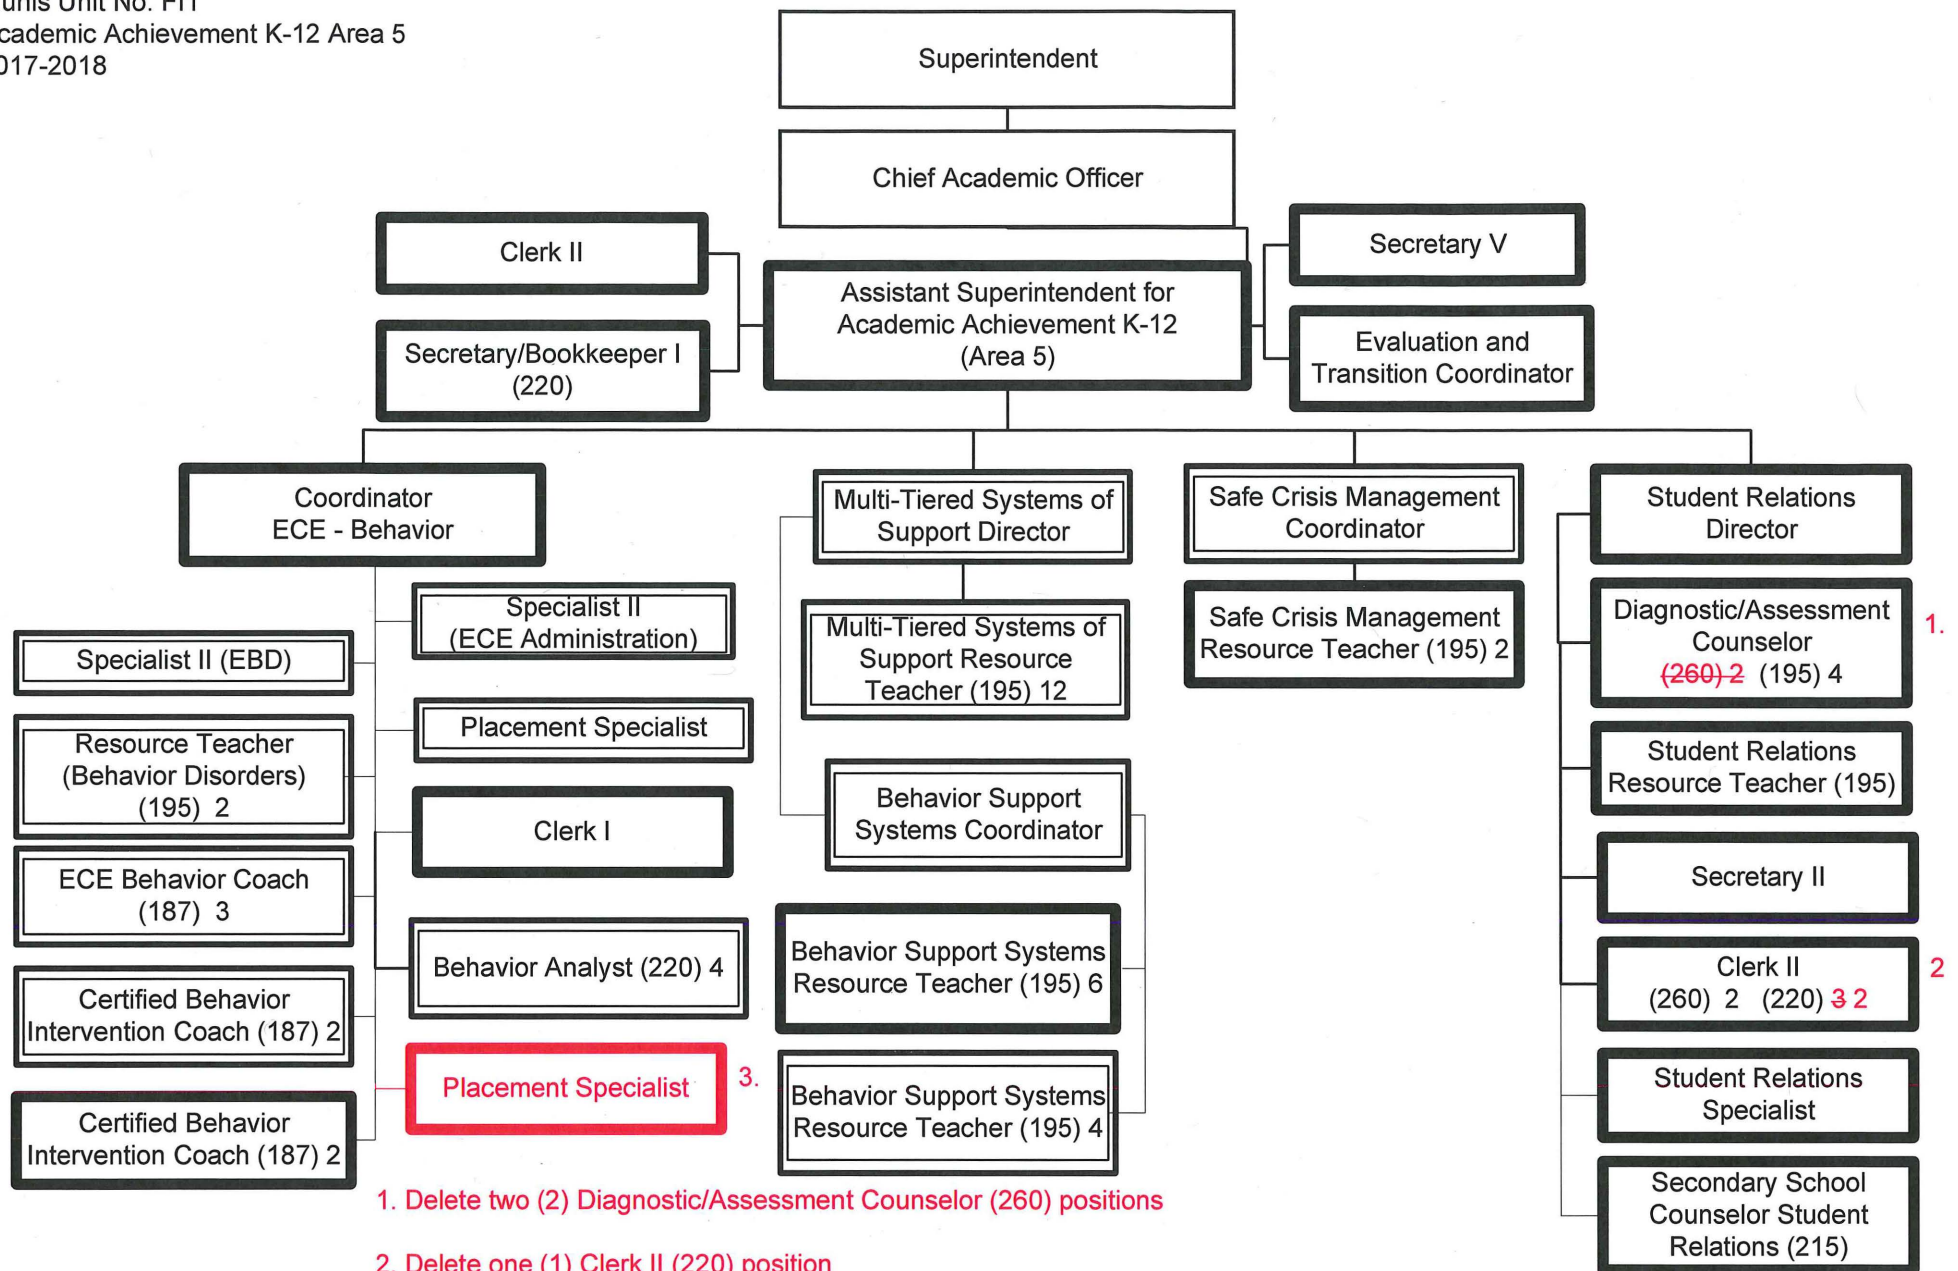 Academic Achievement K-12 Area 5
2017-2018
Superintendent
Chief Academic Officer
Clerk II
Secretary/Bookkeeper I
(220)
Assistant Superintendent for
Academic Achievement K-12
(Area 5)
Secretary V
Evaluation and
Transition Coordinator
Coordinator
ECE - Behavior
Specialist II
(ECE Administration)
Specialist II (EBD)
Placement Specialist
Resource Teacher
(Behavior Disorders)
(195) 2
Clerk I
ECE Behavior Coach
(187) 3
Behavior Analyst (220) 4
Certified Behavior
Intervention Coach (187) 2
Placement Specialist 3.
Certified Behavior
Intervention Coach (187) 2
Multi-Tiered Systems of
Support Director
Multi-Tiered Systems of
Support Resource
Teacher (195) 12
Behavior Support
Systems Coordinator
Behavior Support Systems
Resource Teacher (195) 6
Behavior Support Systems
Resource Teacher (195) 4
Safe Crisis Management
Coordinator
Safe Crisis Management
Resource Teacher (195) 2
Student Relations
Director
Diagnostic/Assessment
Counselor
(260) 2 (195) 4
1.
Student Relations
Resource Teacher (195)
Secretary II
Clerk II
(260) 2 (220) 3 2
2
Student Relations
Specialist
Secondary School
Counselor Student
Relations (215)
1. Delete two (2) Diagnostic/Assessment Counselor (260) positions
2. Delete one (1) Clerk II (220) position